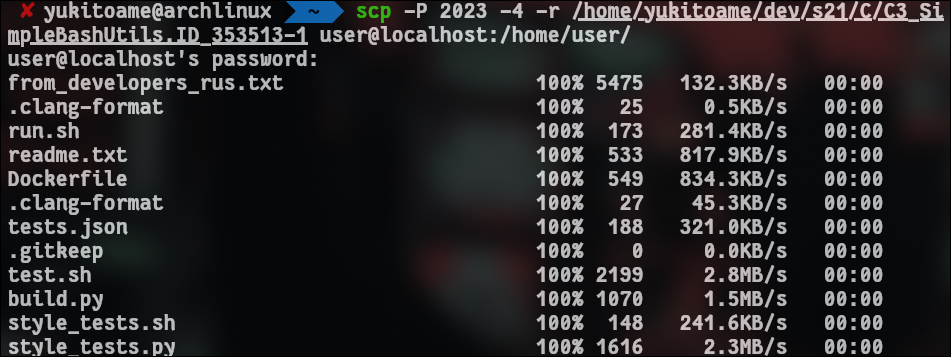 ✘ yukitoame@archlinux ~ scp -P 2023 -4 -r /home/yukitoame/dev/s21/C/C3_Si
mpleBashUtils.ID_353513-1 user@localhost:/home/user/
user@localhost's password:
from_developers_rus.txt 100% 5475 132.3KB/s 00:00
.clang-format 100% 25 0.5KB/s 00:00
run.sh 100% 173 281.4KB/s 00:00
readme.txt 100% 533 817.9KB/s 00:00
Dockerfile 100% 549 834.3KB/s 00:00
.clang-format 100% 27 45.3KB/s 00:00
tests.json 100% 188 321.0KB/s 00:00
.gitkeep 100% 0 0.0KB/s 00:00
test.sh 100% 2199 2.8MB/s 00:00
build.py 100% 1070 1.5MB/s 00:00
style_tests.sh 100% 148 241.6KB/s 00:00
style_tests.py 100% 1616 2.3MB/s 00:00